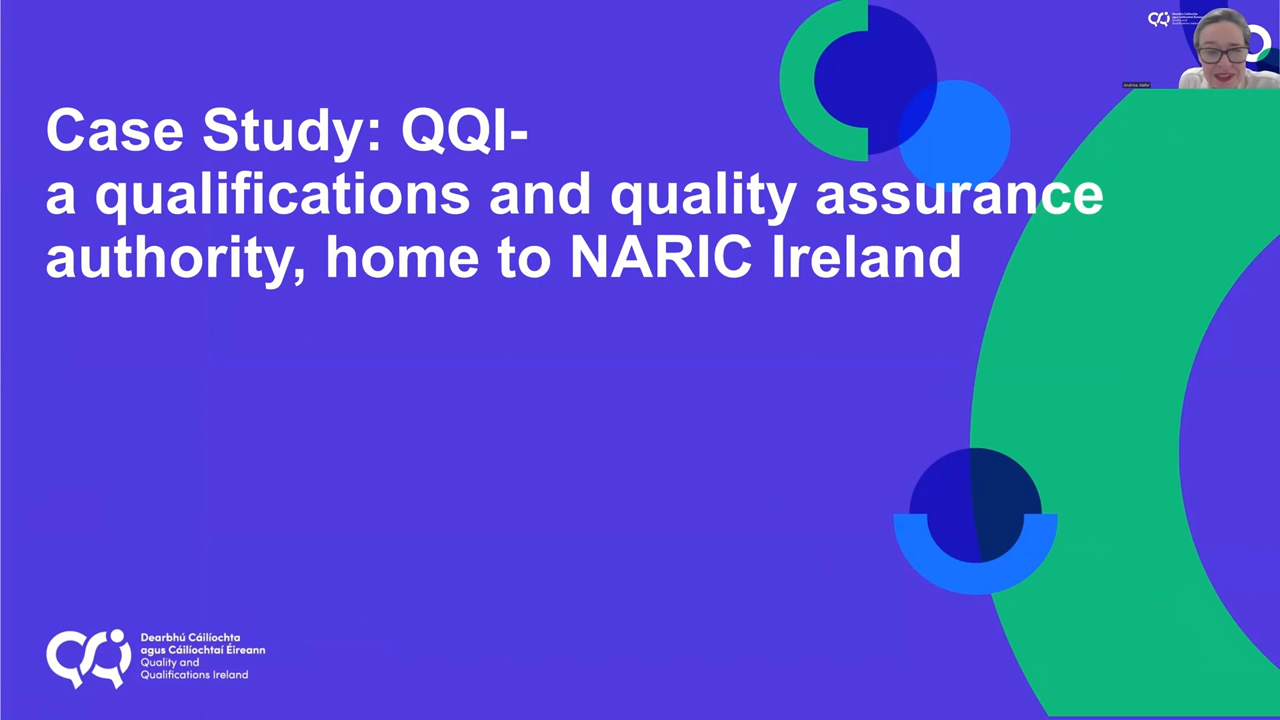 Case Study: QQI-
a qualifications and quality assurance
authority, home to NARIC Ireland
Dearbhú Cáilíochta
agus Cáilíochtaí Éireann
Quality and
Qualifications Ireland